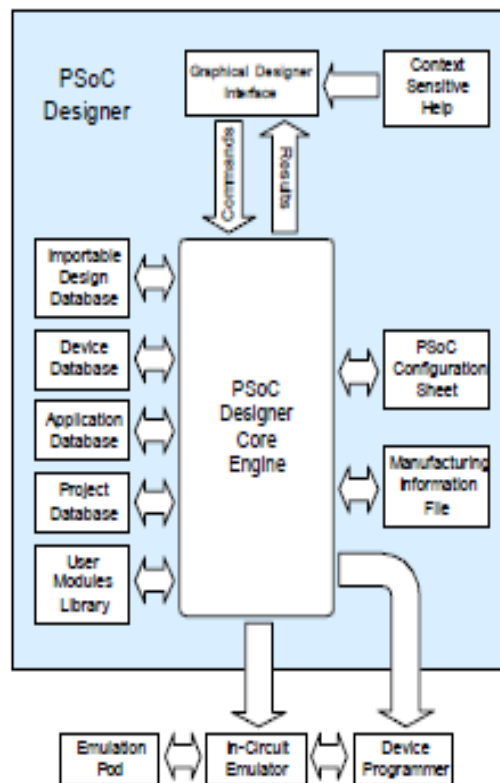 PSoC
Designer
Graphical Designer
Interface
Context
Sensitive
Help
Commands
Results
Importable
Design
Database
Device
Database
Application
Database
Project
Database
User
Modules
Library
PSoC
Designer
Core
Engine
PSoC
Configuration
Sheet
Manufacturing
Information
File
Emulation
Pod
In-Circuit
Emulator
Device
Programmer